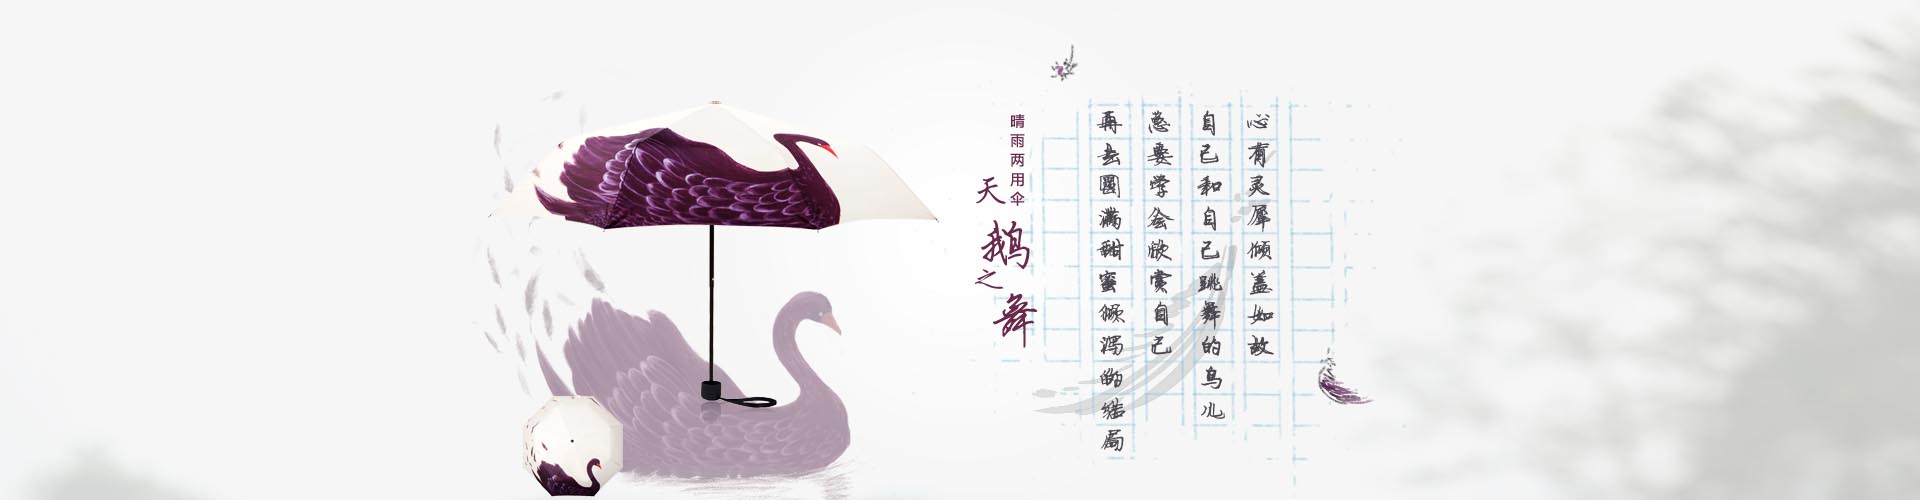 心有灵犀倾盖如故
自己和自己跳舞的鸟儿
总要学会欣赏自己
再去圆满甜蜜倾泻的结局
晴雨两用伞
天鹅之舞